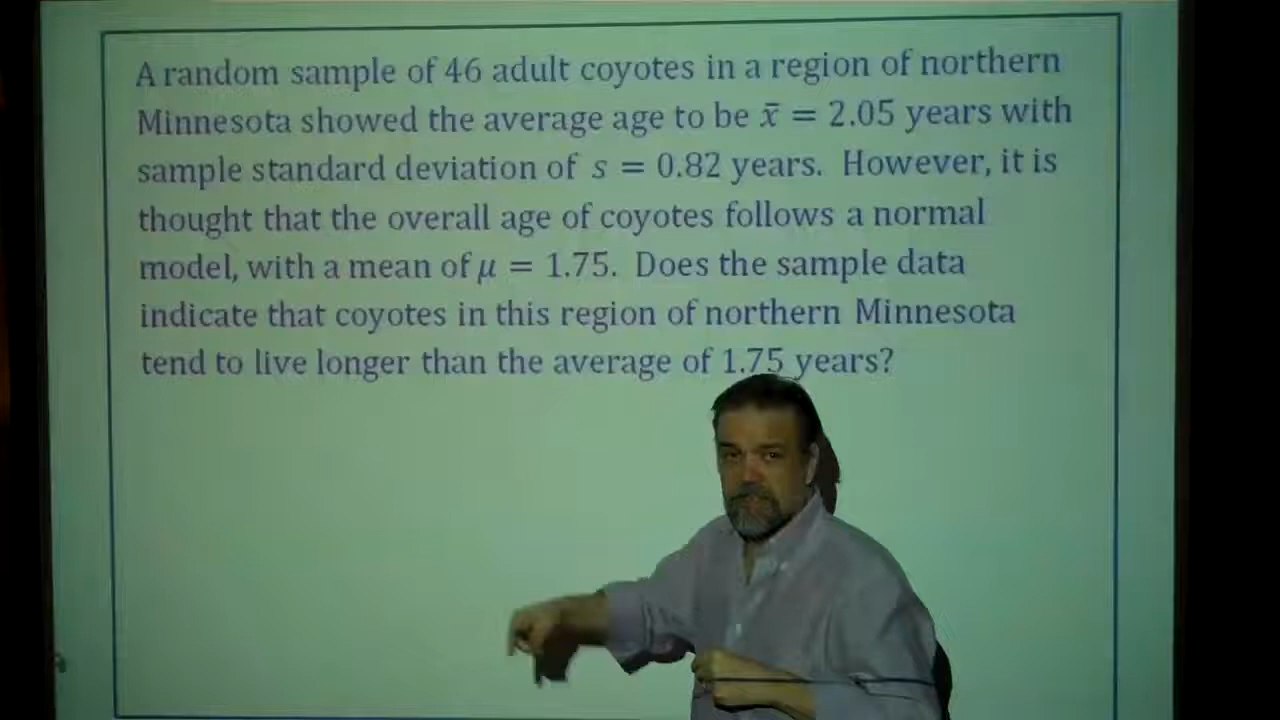 A random sample of 46 adult coyotes in a region of northern
Minnesota showed the average age to be x̄ = 2.05 years with
sample standard deviation of s = 0.82 years. However, it is
thought that the overall age of coyotes follows a normal
model, with a mean of μ = 1.75. Does the sample data
indicate that coyotes in this region of northern Minnesota
tend to live longer than the average of 1.75 years?